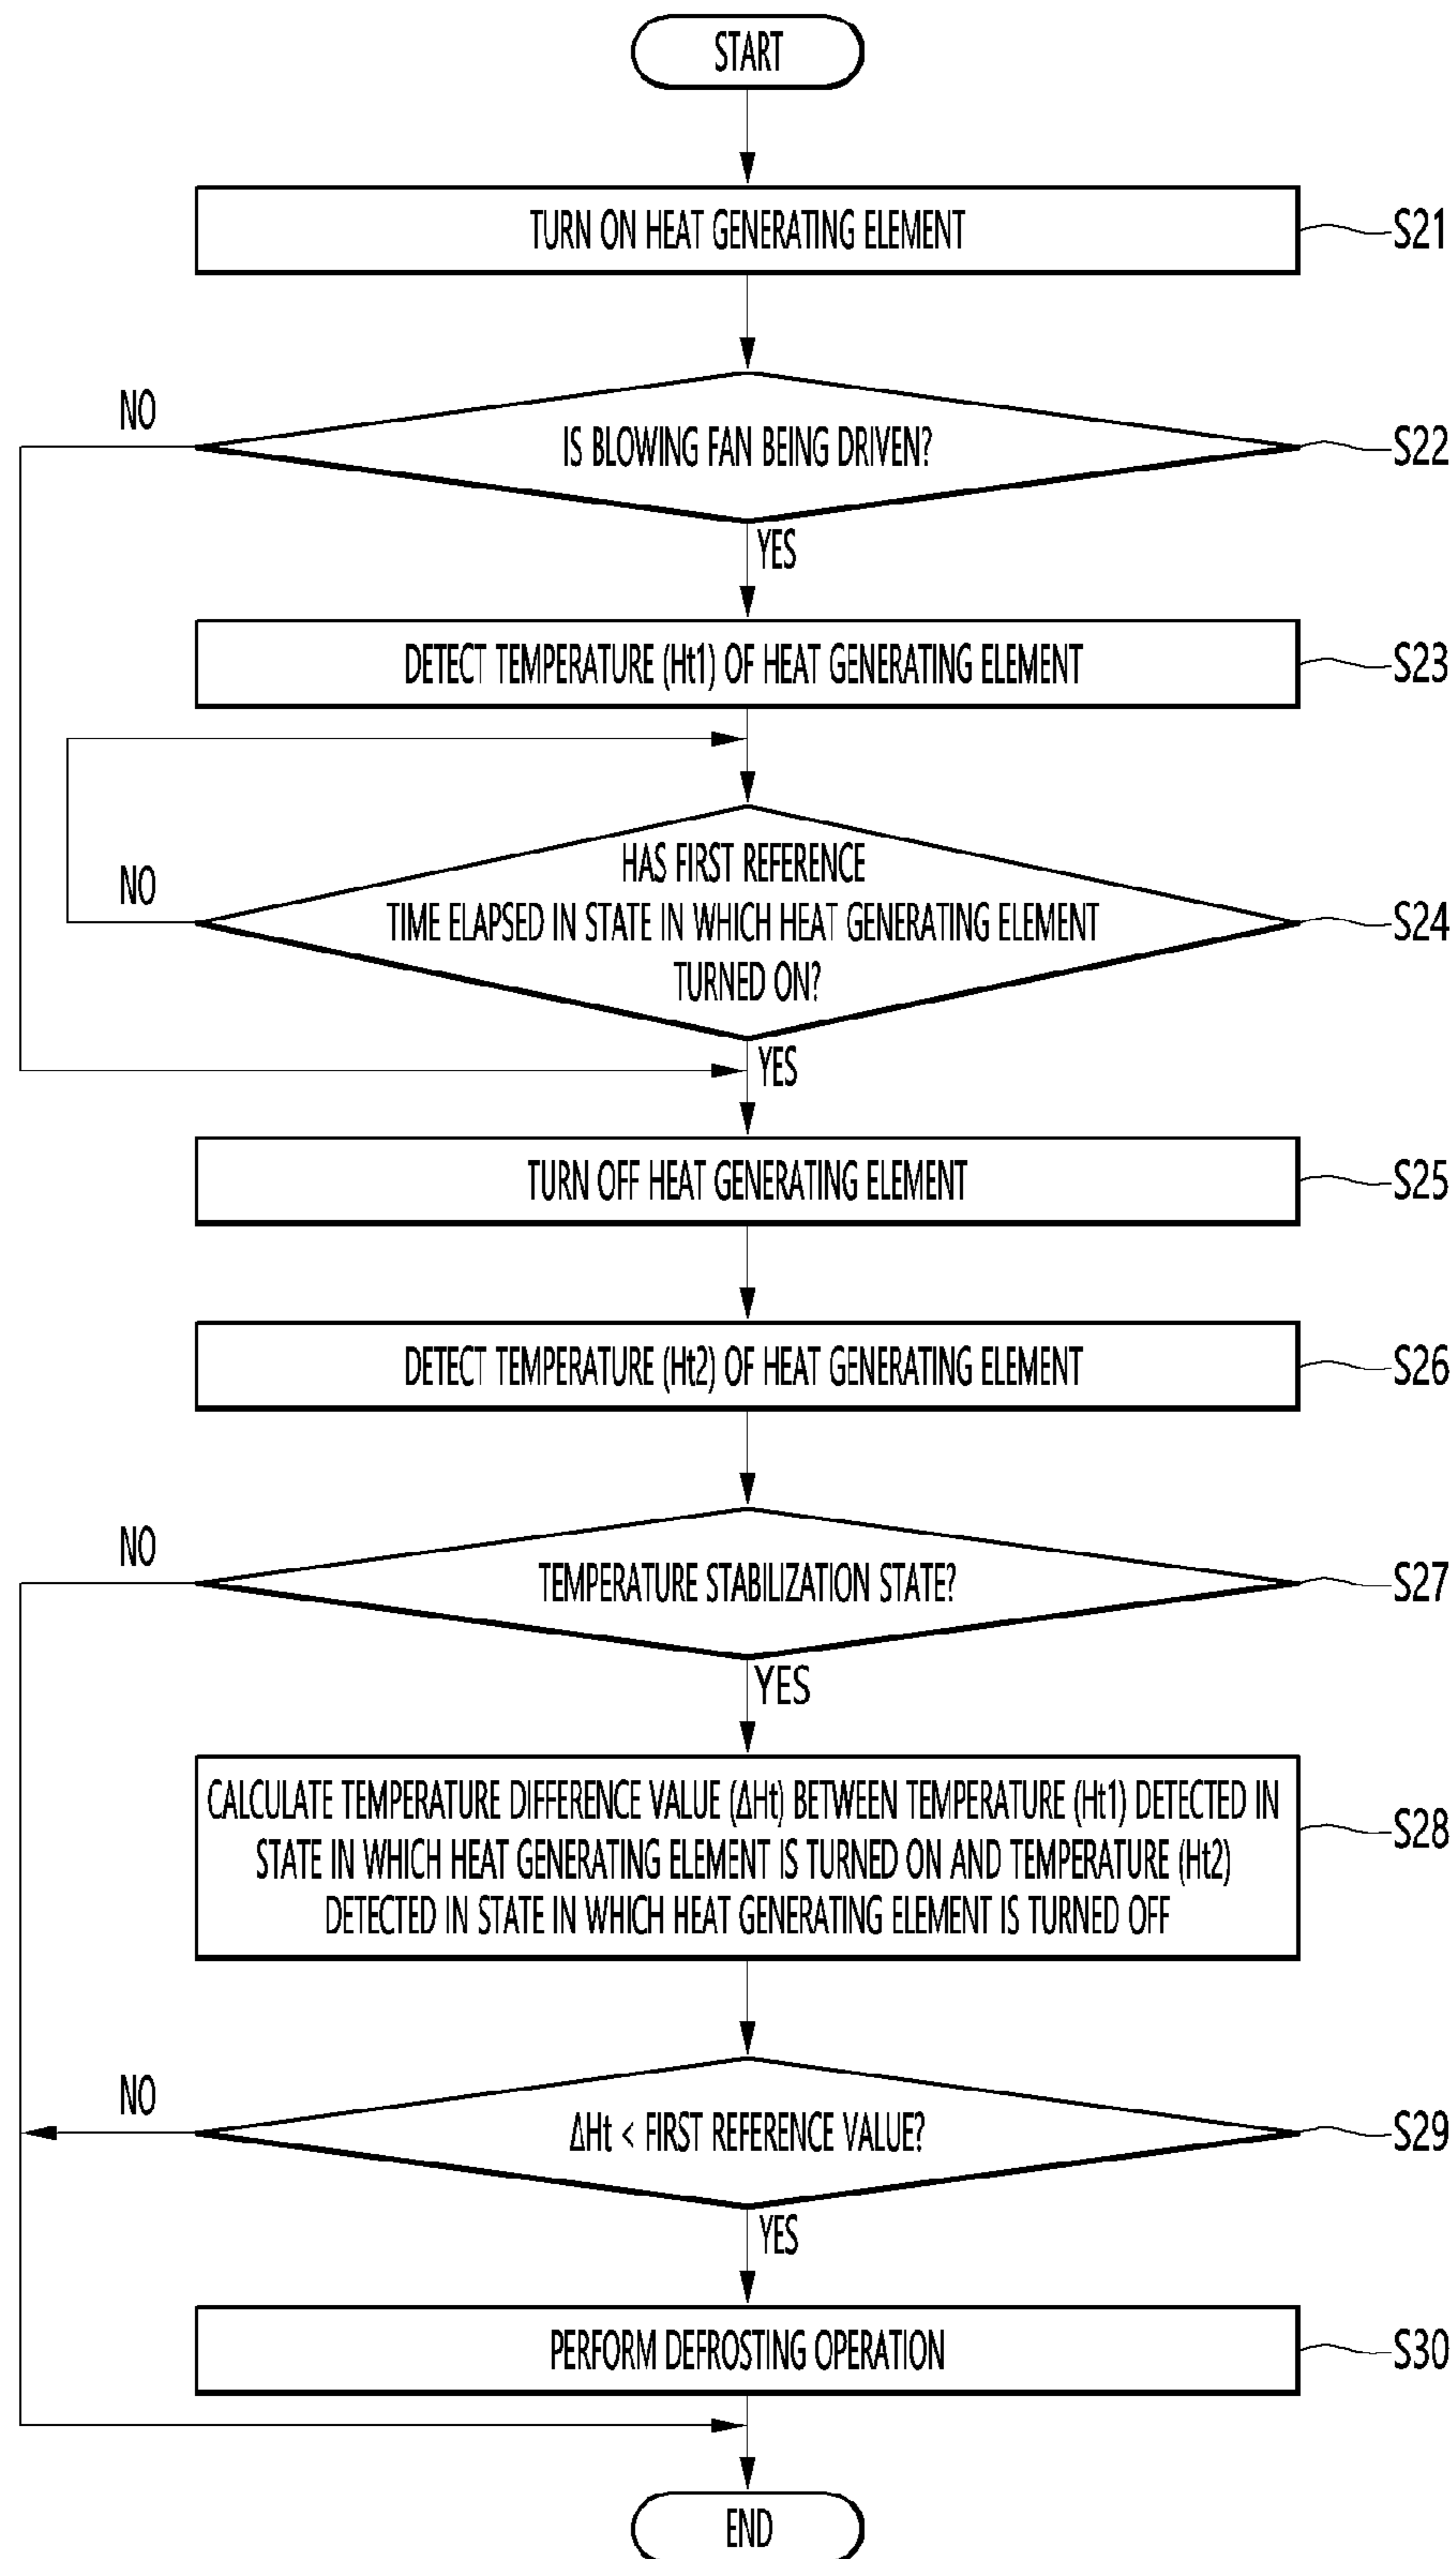 START
TURN ON HEAT GENERATING ELEMENT
S21
NO
IS BLOWING FAN BEING DRIVEN?
S22
YES
DETECT TEMPERATURE (Ht1) OF HEAT GENERATING ELEMENT
S23
NO
HAS FIRST REFERENCE
TIME ELAPSED IN STATE IN WHICH HEAT GENERATING ELEMENT
TURNED ON?
S24
YES
TURN OFF HEAT GENERATING ELEMENT
S25
DETECT TEMPERATURE (Ht2) OF HEAT GENERATING ELEMENT
S26
NO
TEMPERATURE STABILIZATION STATE?
S27
YES
CALCULATE TEMPERATURE DIFFERENCE VALUE (ΔHt) BETWEEN TEMPERATURE (Ht1) DETECTED IN
STATE IN WHICH HEAT GENERATING ELEMENT IS TURNED ON AND TEMPERATURE (Ht2)
DETECTED IN STATE IN WHICH HEAT GENERATING ELEMENT IS TURNED OFF
S28
NO
ΔHt < FIRST REFERENCE VALUE?
S29
YES
PERFORM DEFROSTING OPERATION
S30
END